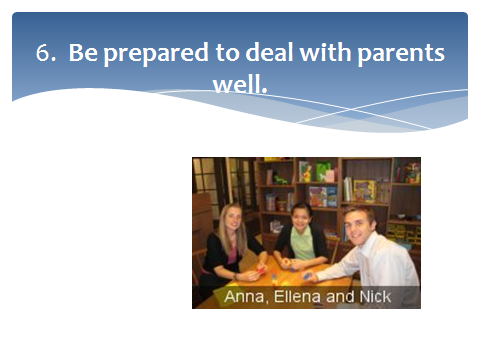 6.  Be prepared to deal with parents
well.
Anna, Ellena and Nick